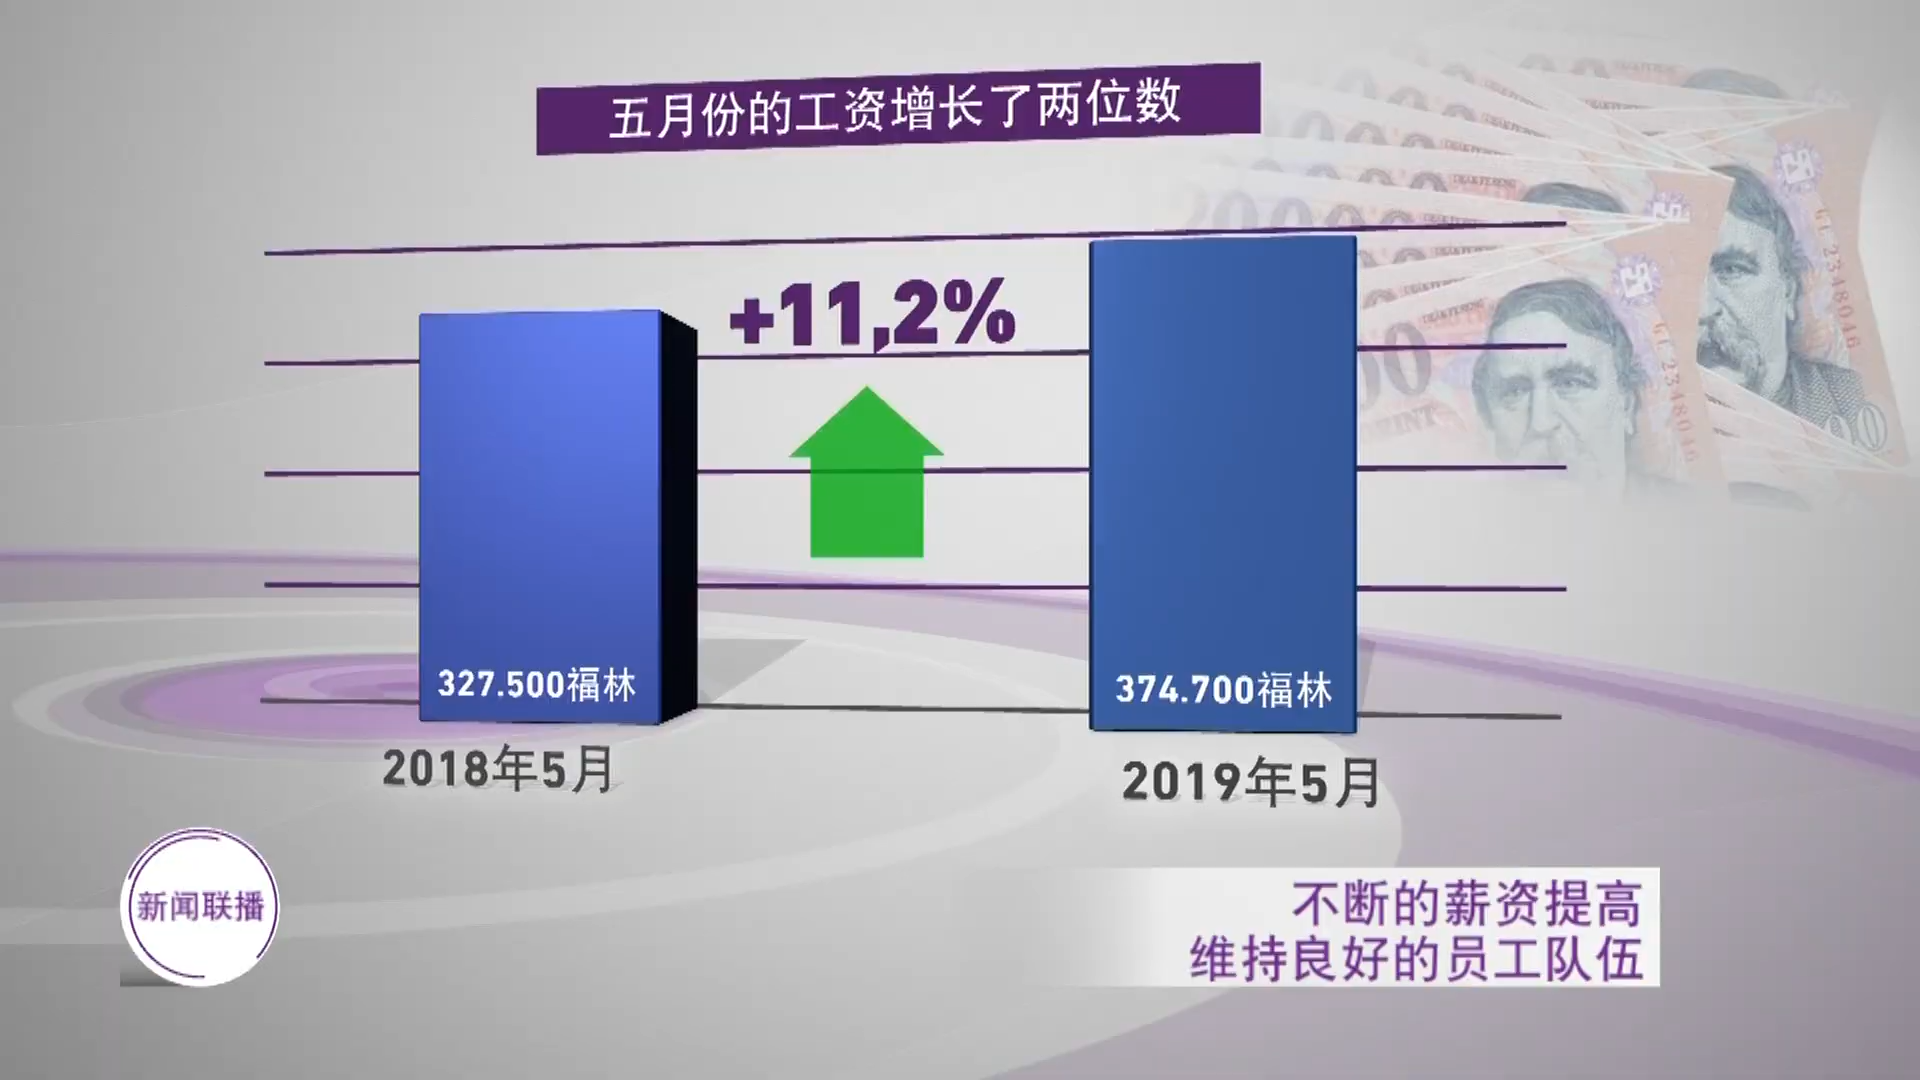 五月份的工资增长了两位数
+11,2%
327.500福林
374.700福林
2018年5月
2019年5月
新闻联播
不断的薪资提高
维持良好的员工队伍